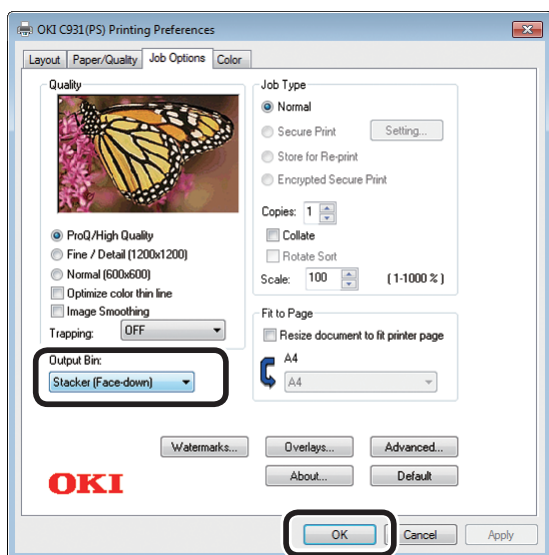 OKI C931(PS) Printing Preferences
Layout Paper/Quality Job Options Color
Quality
ProQ/High Quality
Fine / Detail (1200x1200)
Normal (600x600)
Optimize color thin line
Image Smoothing
Trapping: OFF
Output Bin:
Stacker (Face-down)
Job Type
Normal
Secure Print Setting...
Store for Re-print
Encrypted Secure Print
Copies: 1
Collate
Rotate Sort
Scale: 100 (1-1000 %)
Fit to Page
Resize document to fit printer page
A4
A4
Watermarks... Overlays... Advanced...
OKI About... Default
OK Cancel Apply